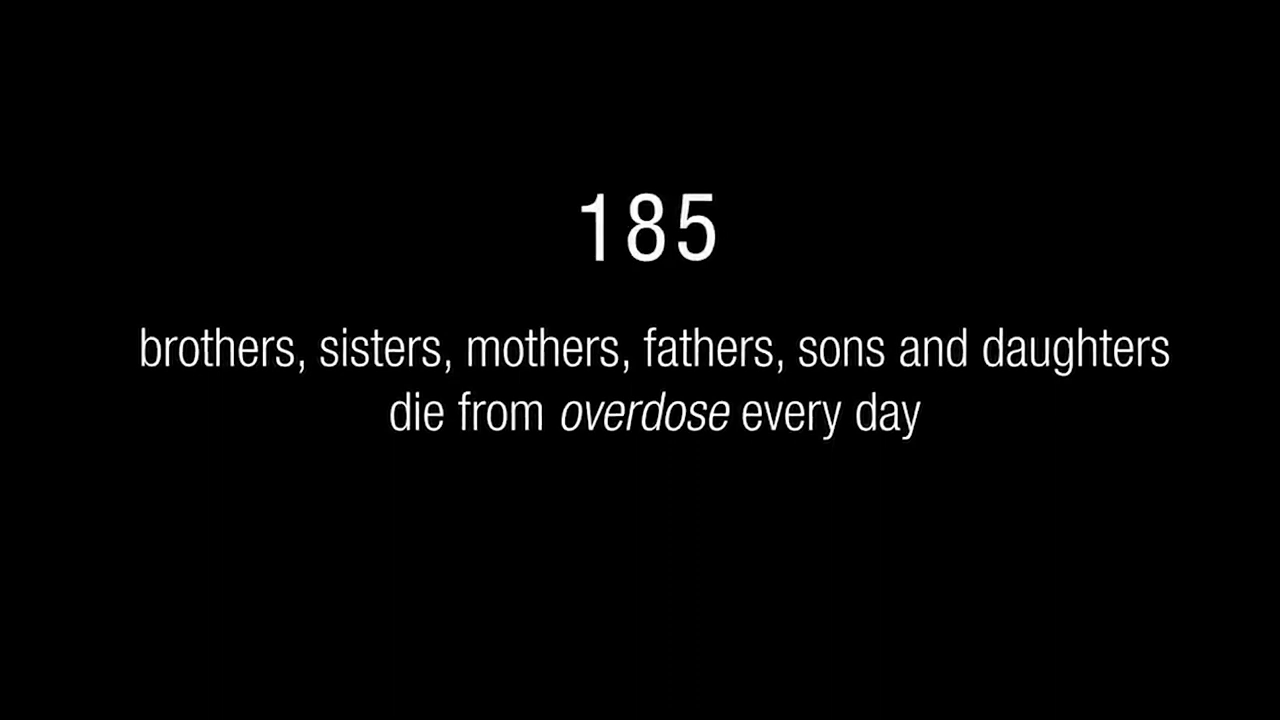 185
brothers, sisters, mothers, fathers, sons and daughters
die from overdose every day